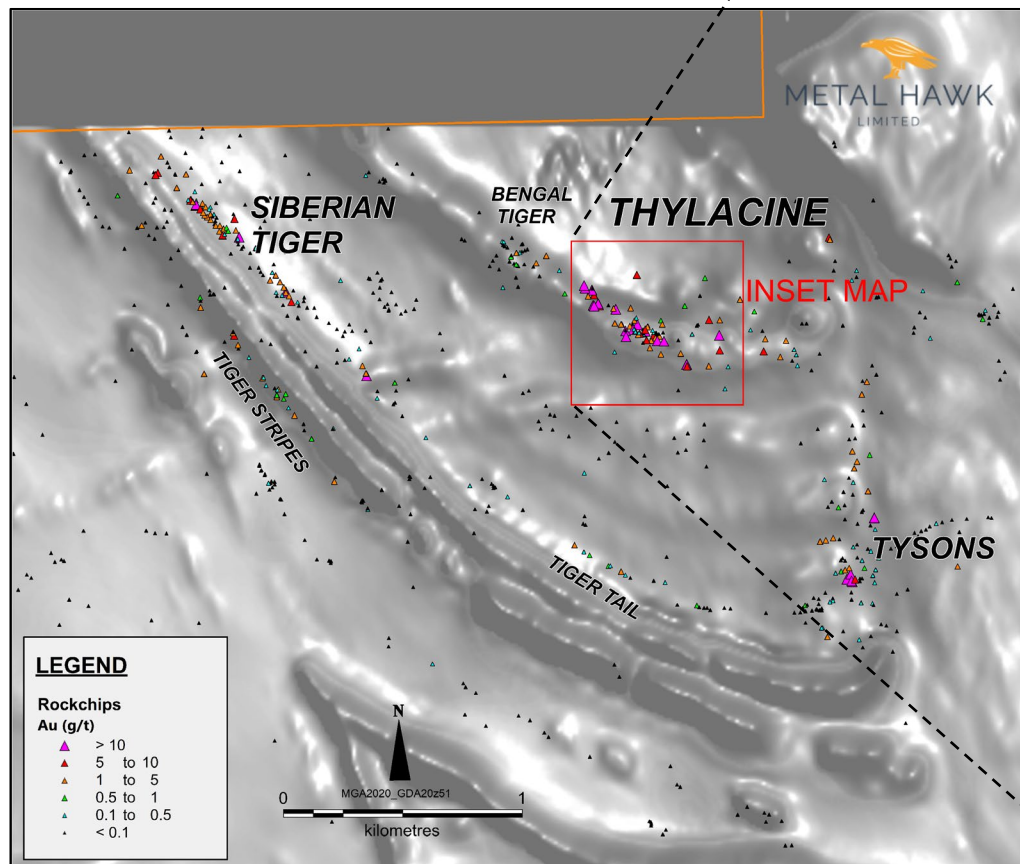 METAL HAWK
LIMITED
SIBERIAN
TIGER
BENGAL
TIGER
THYLACINE
INSET MAP
TIGER STRIPES
TIGER TAIL
TYSONS
LEGEND
Rockchips
Au (g/t)
> 10
5 to 10
1 to 5
0.5 to 1
0.1 to 0.5
< 0.1
N
MGA2020_GDA20z51
0 1
kilometres